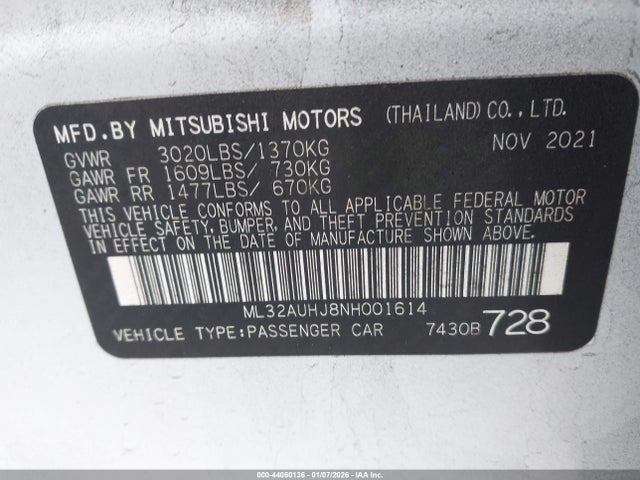 MFD.BY MITSUBISHI MOTORS (THAILAND) CO., LTD.
GVWR 3020LBS/1370KG NOV 2021
GAWR FR 1609LBS/ 730KG
GAWR RR 1477LBS/ 670KG
THIS VEHICLE CONFORMS TO ALL APPLICABLE FEDERAL MOTOR
VEHICLE SAFETY, BUMPER, AND THEFT PREVENTION STANDARDS
IN EFFECT ON THE DATE OF MANUFACTURE SHOWN ABOVE.
ML32AUHJ8NH001614
VEHICLE TYPE:PASSENGER CAR 7430B 728
000-44060136 - 01/07/2026 - IAAI, Inc.